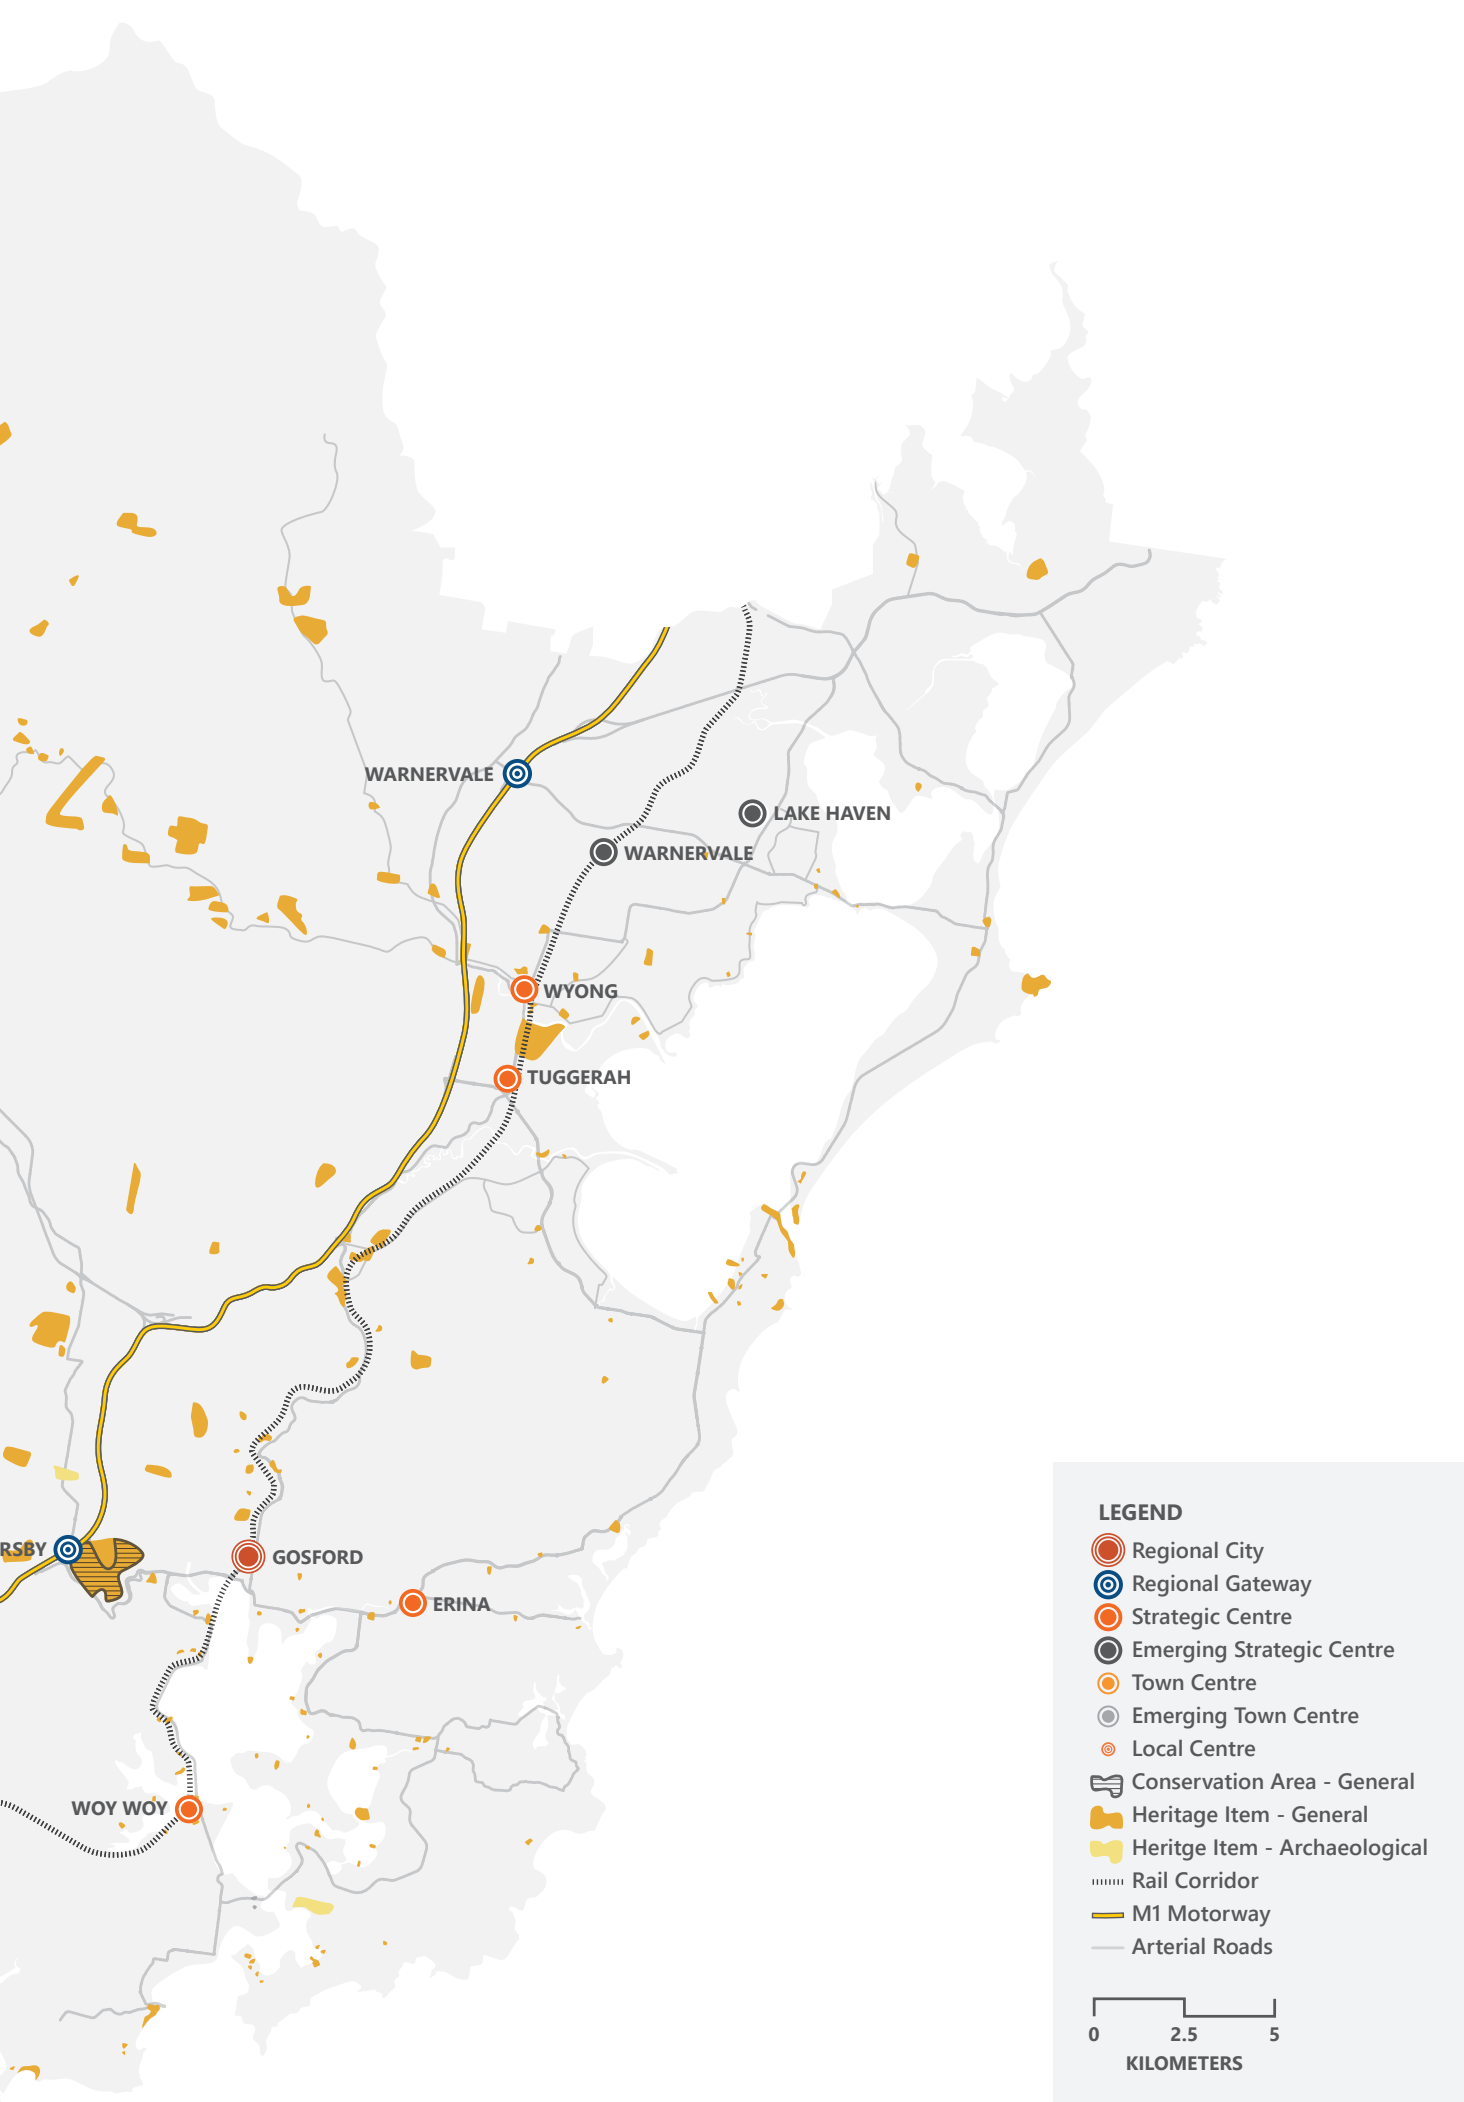 WARNERVALE
LAKE HAVEN
WARNERVALE
WYONG
TUGGERAH
RSBY
GOSFORD
ERINA
WOY WOY
LEGEND
Regional City
Regional Gateway
Strategic Centre
Emerging Strategic Centre
Town Centre
Emerging Town Centre
Local Centre
Conservation Area - General
Heritage Item - General
Heritge Item - Archaeological
Rail Corridor
M1 Motorway
Arterial Roads
0 2.5 5
KILOMETERS